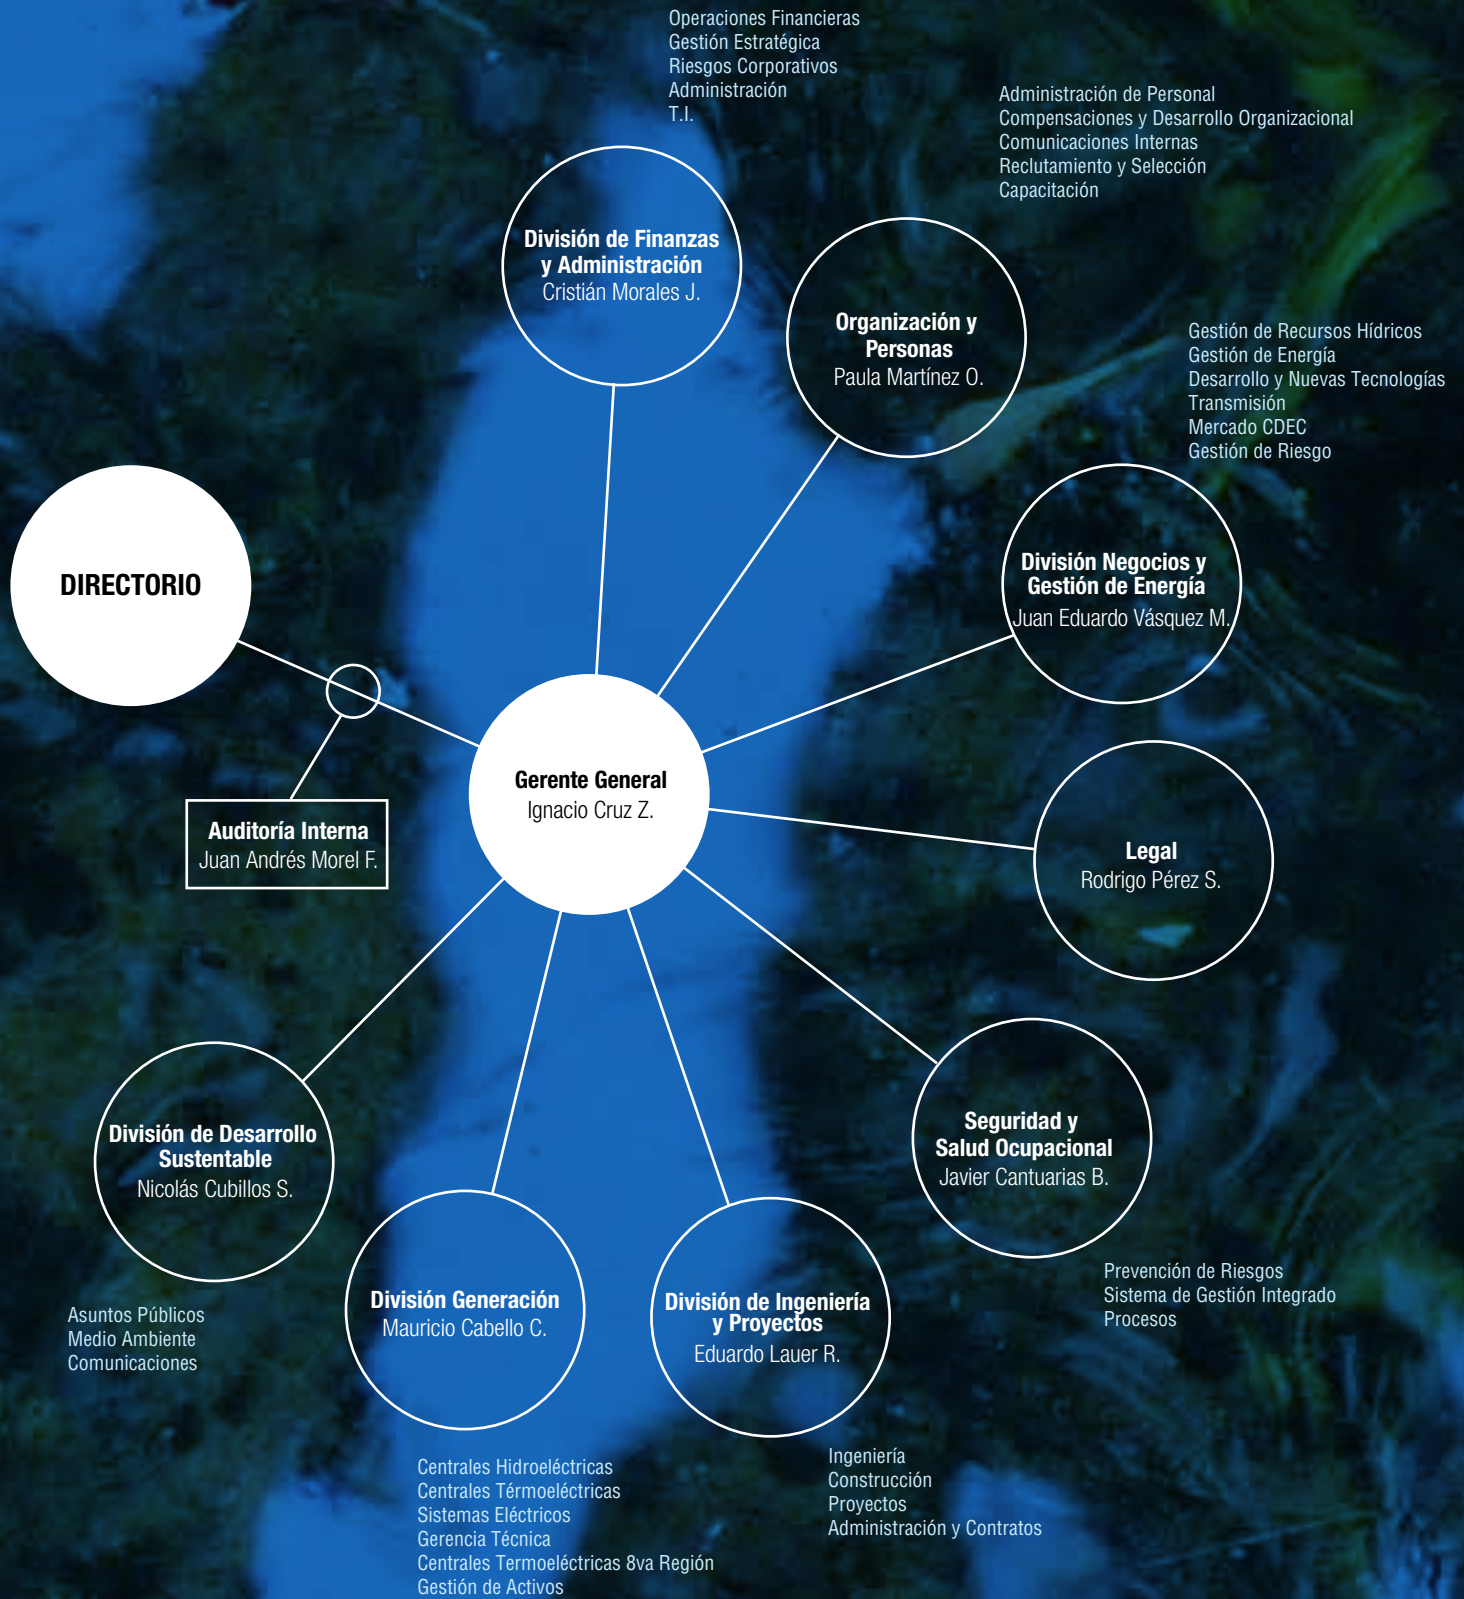 Operaciones Financieras
Gestión Estratégica
Riesgos Corporativos
Administración
T.I.
Administración de Personal
Compensaciones y Desarrollo Organizacional
Comunicaciones Internas
Reclutamiento y Selección
Capacitación
División de Finanzas
y Administración
Cristián Morales J.
Organización y
Personas
Paula Martínez O.
Gestión de Recursos Hídricos
Gestión de Energía
Desarrollo y Nuevas Tecnologías
Transmisión
Mercado CDEC
Gestión de Riesgo
DIRECTORIO
División Negocios y
Gestión de Energía
Juan Eduardo Vásquez M.
Gerente General
Ignacio Cruz Z.
Auditoría Interna
Juan Andrés Morel F.
Legal
Rodrigo Pérez S.
Seguridad y
Salud Ocupacional
Javier Cantuarias B.
División de Desarrollo
Sustentable
Nicolás Cubillos S.
División Generación
Mauricio Cabello C.
División de Ingeniería
y Proyectos
Eduardo Lauer R.
Prevención de Riesgos
Sistema de Gestión Integrado
Procesos
Asuntos Públicos
Medio Ambiente
Comunicaciones
Centrales Hidroeléctricas
Centrales Térmoeléctricas
Sistemas Eléctricos
Gerencia Técnica
Centrales Termoeléctricas 8va Región
Gestión de Activos
Ingeniería
Construcción
Proyectos
Administración y Contratos